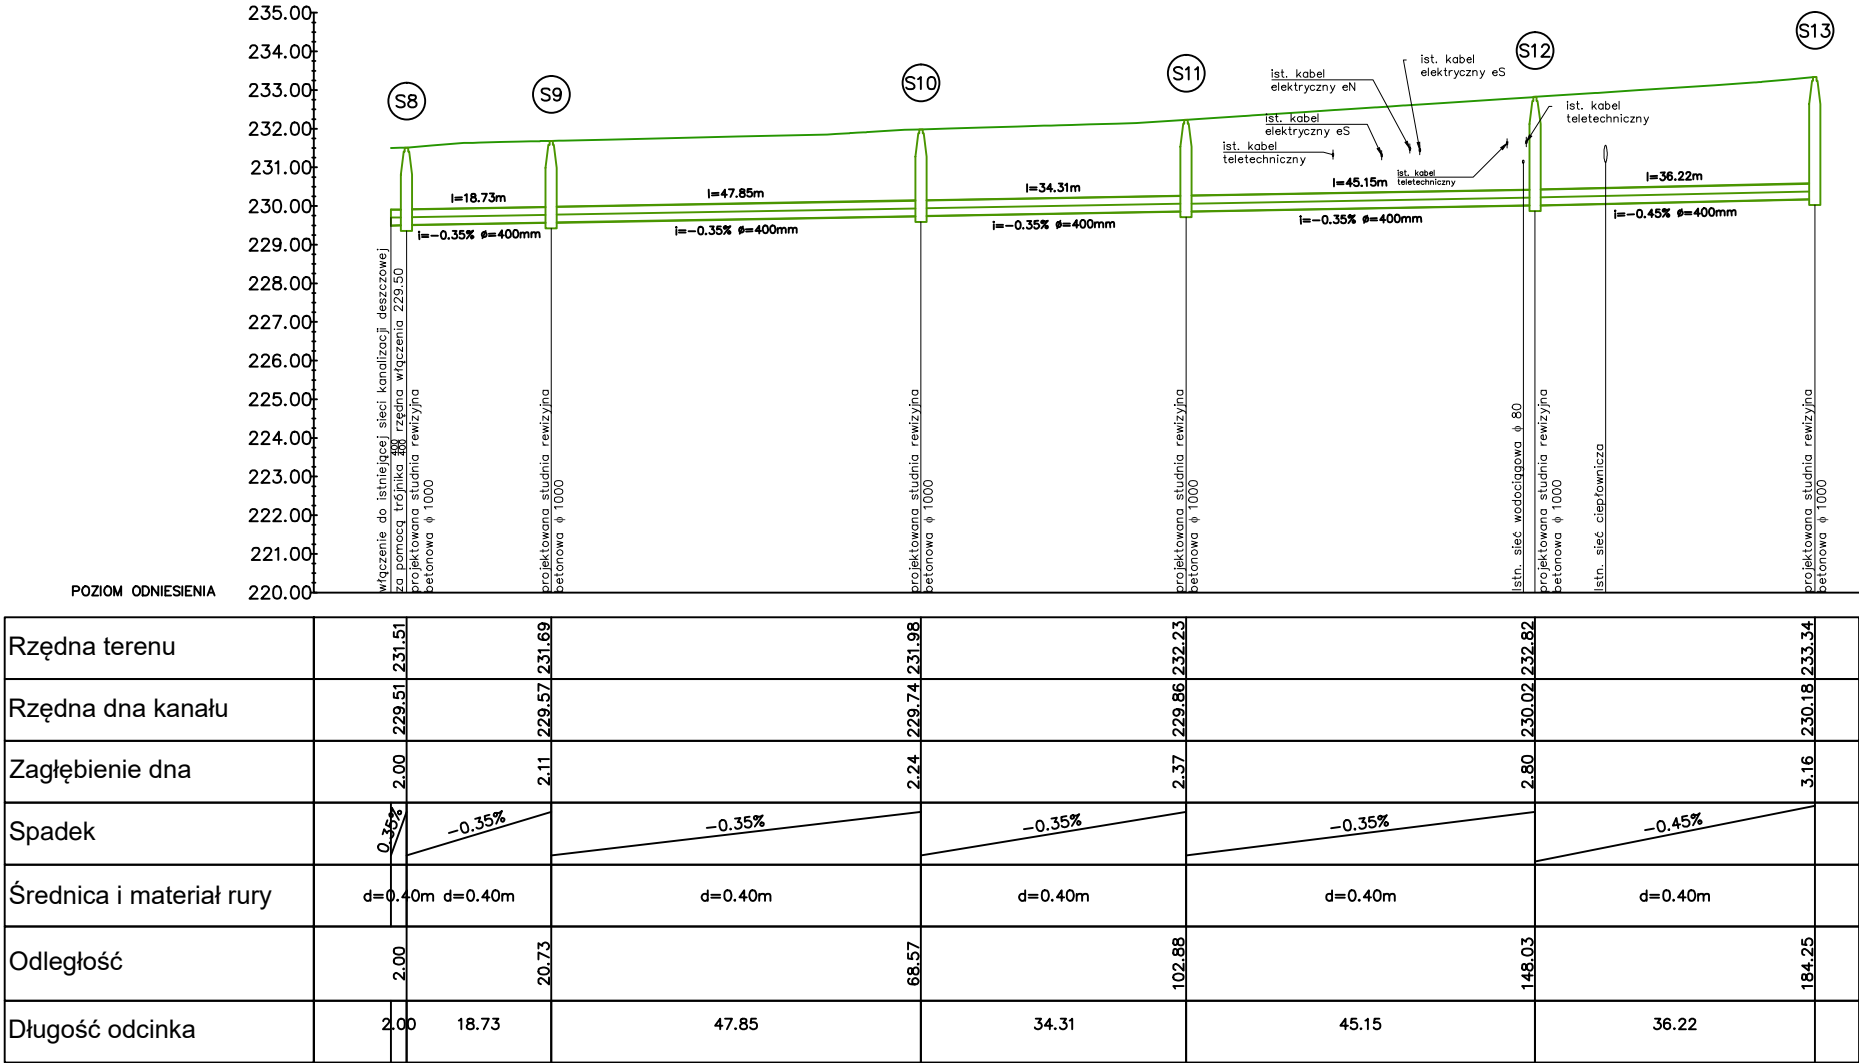 235.00
234.00
233.00
232.00
231.00
230.00
229.00
228.00
227.00
226.00
225.00
224.00
223.00
222.00
221.00
220.00
POZIOM ODNIESIENIA
S8
S9
S10
S11
S12
S13
ist. kabel
teletechniczny
ist. kabel
elektryczny eS
ist. kabel
elektryczny eN
ist. kabel
elektryczny eS
ist. kabel
teletechniczny
ist. kabel
teletechniczny
l=18.73m
l=47.85m
l=34.31m
l=45.15m
l=36.22m
i=-0.35% ø=400mm
i=-0.35% ø=400mm
i=-0.35% ø=400mm
i=-0.35% ø=400mm
i=-0.45% ø=400mm
włączenie do istniejącej sieci kanalizacji deszczowej
za pomocą trójnika 400 400 rzędna włączenia 229.50
projektowana studnia rewizyjna
betonowa ϕ 1000
projektowana studnia rewizyjna
betonowa ϕ 1000
projektowana studnia rewizyjna
betonowa ϕ 1000
projektowana studnia rewizyjna
betonowa ϕ 1000
Istn. sieć wodociągowa ϕ 80
projektowana studnia rewizyjna
betonowa ϕ 1000
Istn. sieć ciepłownicza
projektowana studnia rewizyjna
betonowa ϕ 1000
Rzędna terenu 231.51 231.69 231.98 232.23 232.82 233.34
Rzędna dna kanału 229.51 229.57 229.74 229.86 230.02 230.18
Zagłębienie dna 2.00 2.11 2.24 2.37 2.80 3.16
Spadek 0.35% -0.35% -0.35% -0.35% -0.35% -0.45%
Średnica i materiał rury d=0.40m d=0.40m d=0.40m d=0.40m d=0.40m d=0.40m
Odległość 2.00 20.73 68.57 102.88 148.03 184.25
Długość odcinka 2.00 18.73 47.85 34.31 45.15 36.22